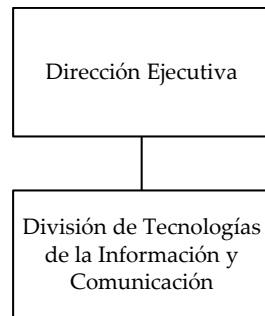 Dirección Ejecutiva
División de Tecnologías
de la Información y
Comunicación